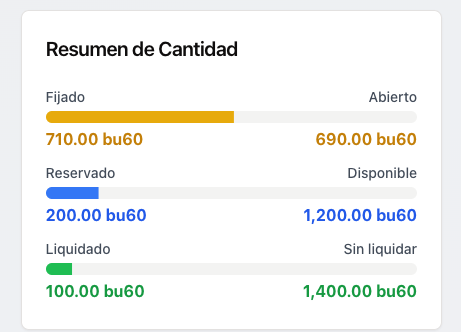 Resumen de Cantidad
Fijado Abierto
710.00 bu60 690.00 bu60
Reservado Disponible
200.00 bu60 1,200.00 bu60
Liquidado Sin liquidar
100.00 bu60 1,400.00 bu60